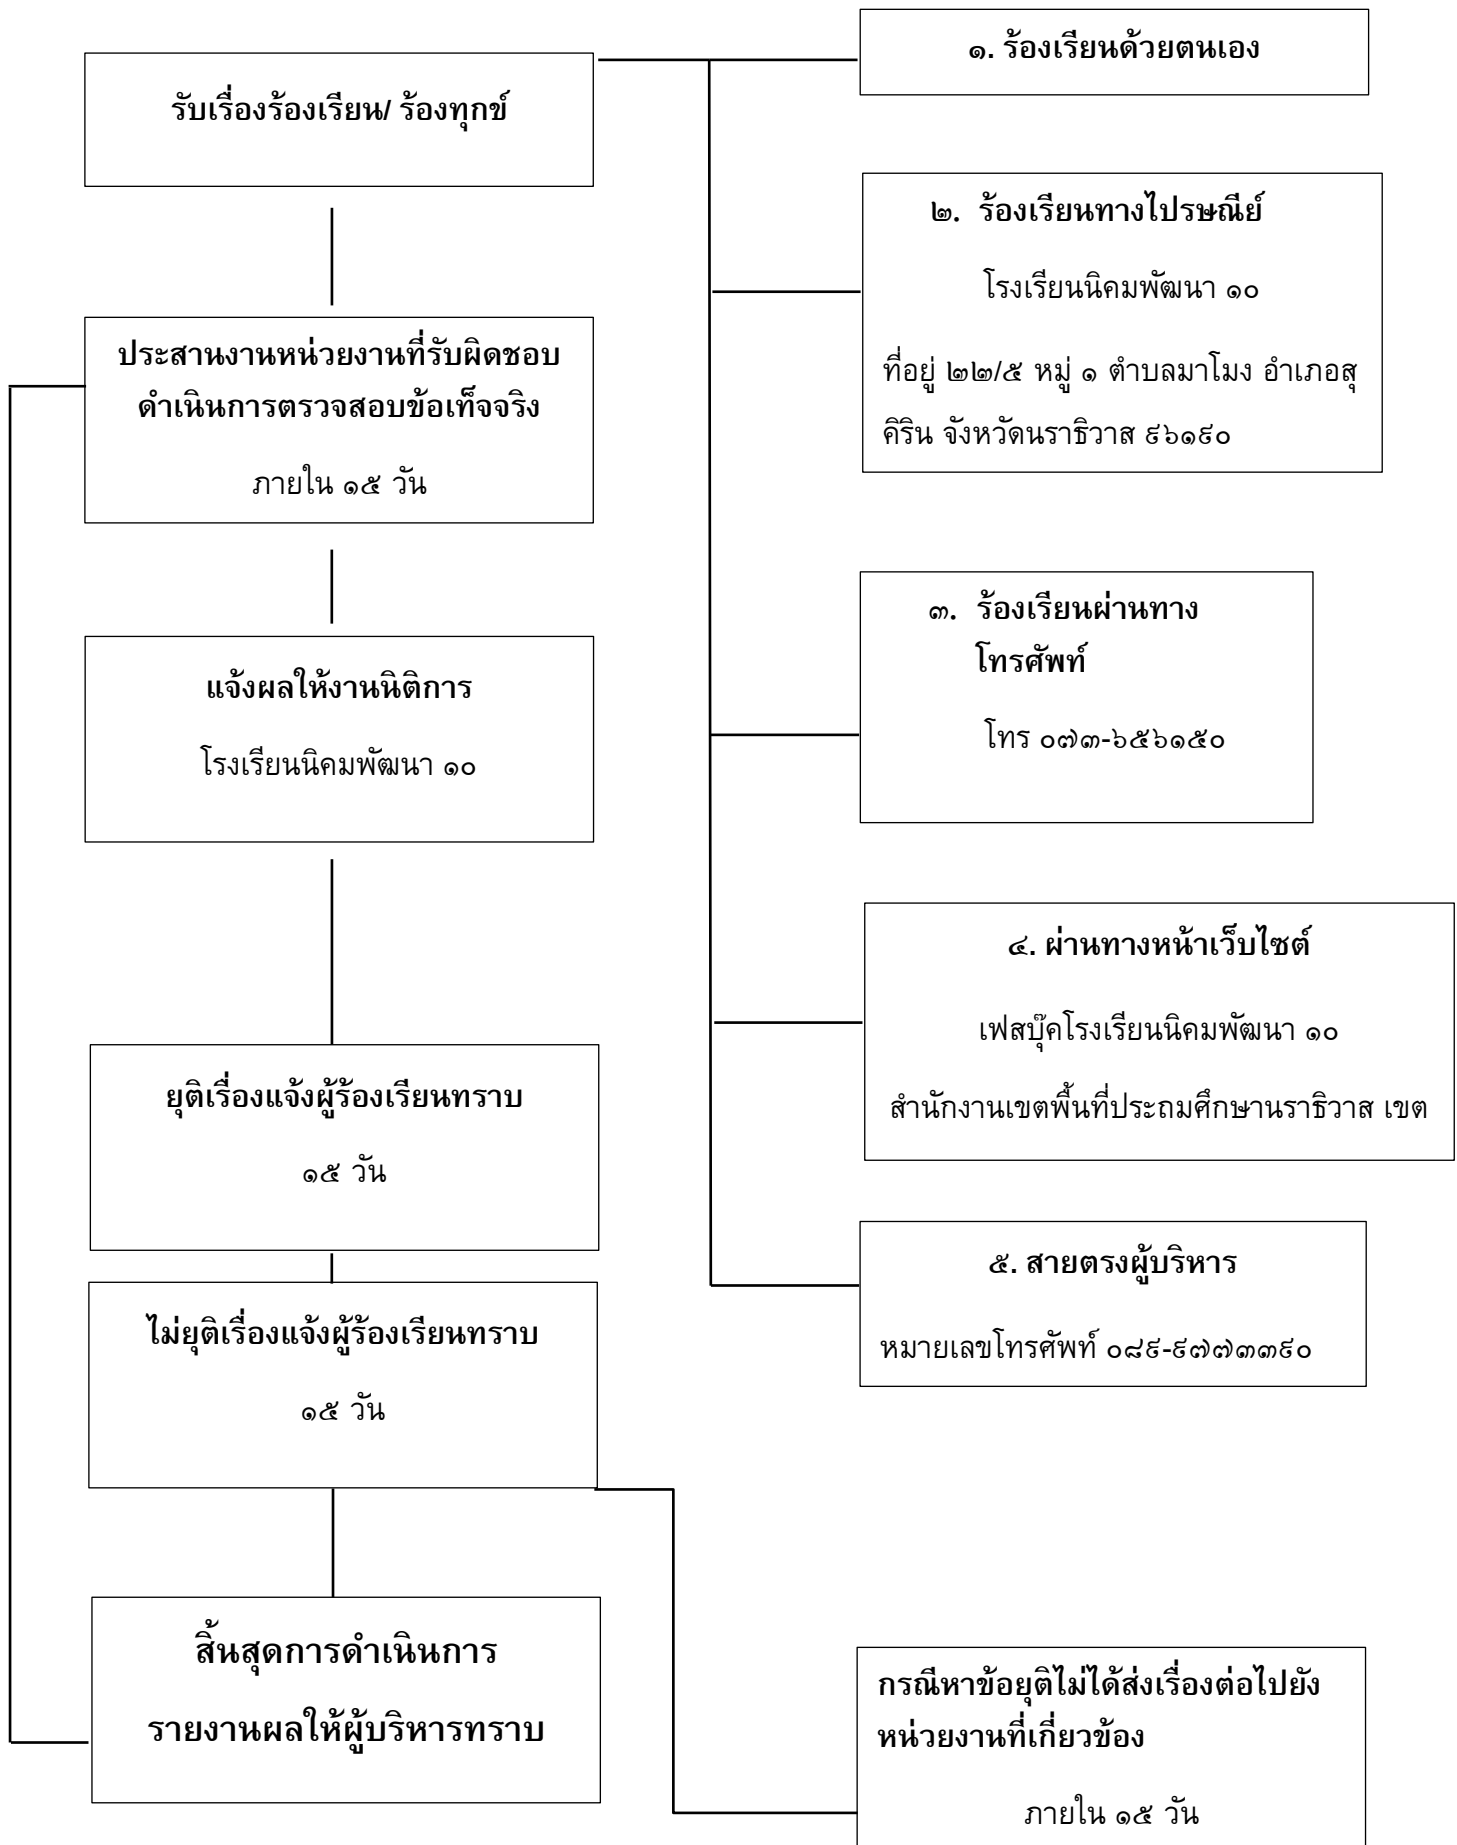 รับเรื่องร้องเรียน/ ร้องทุกข์
ประสานงานหน่วยงานที่รับผิดชอบ
ดำเนินการตรวจสอบข้อเท็จจริง
ภายใน ๑๕ วัน
แจ้งผลให้งานนิติการ
โรงเรียนนิคมพัฒนา ๑๐
ยุติเรื่องแจ้งผู้ร้องเรียนทราบ
๑๕ วัน
ไม่ยุติเรื่องแจ้งผู้ร้องเรียนทราบ
๑๕ วัน
สิ้นสุดการดำเนินการ
รายงานผลให้ผู้บริหารทราบ
๑. ร้องเรียนด้วยตนเอง
๒. ร้องเรียนทางไปรษณีย์
โรงเรียนนิคมพัฒนา ๑๐
ที่อยู่ ๒๒/๕ หมู่ ๑ ตำบลมาโมง อำเภอสุ
คิริน จังหวัดนราธิวาส ๙๖๑๙๐
๓. ร้องเรียนผ่านทาง
โทรศัพท์
โทร ๐๗๓-๖๕๖๑๕๐
๔. ผ่านทางหน้าเว็บไซต์
เฟสบุ๊คโรงเรียนนิคมพัฒนา ๑๐
สำนักงานเขตพื้นที่ประถมศึกษานราธิวาส เขต
๕. สายตรงผู้บริหาร
หมายเลขโทรศัพท์ ๐๘๙-๙๗๗๓๓๙๐
กรณีหาข้อยุติไม่ได้ส่งเรื่องต่อไปยัง
หน่วยงานที่เกี่ยวข้อง
ภายใน ๑๕ วัน